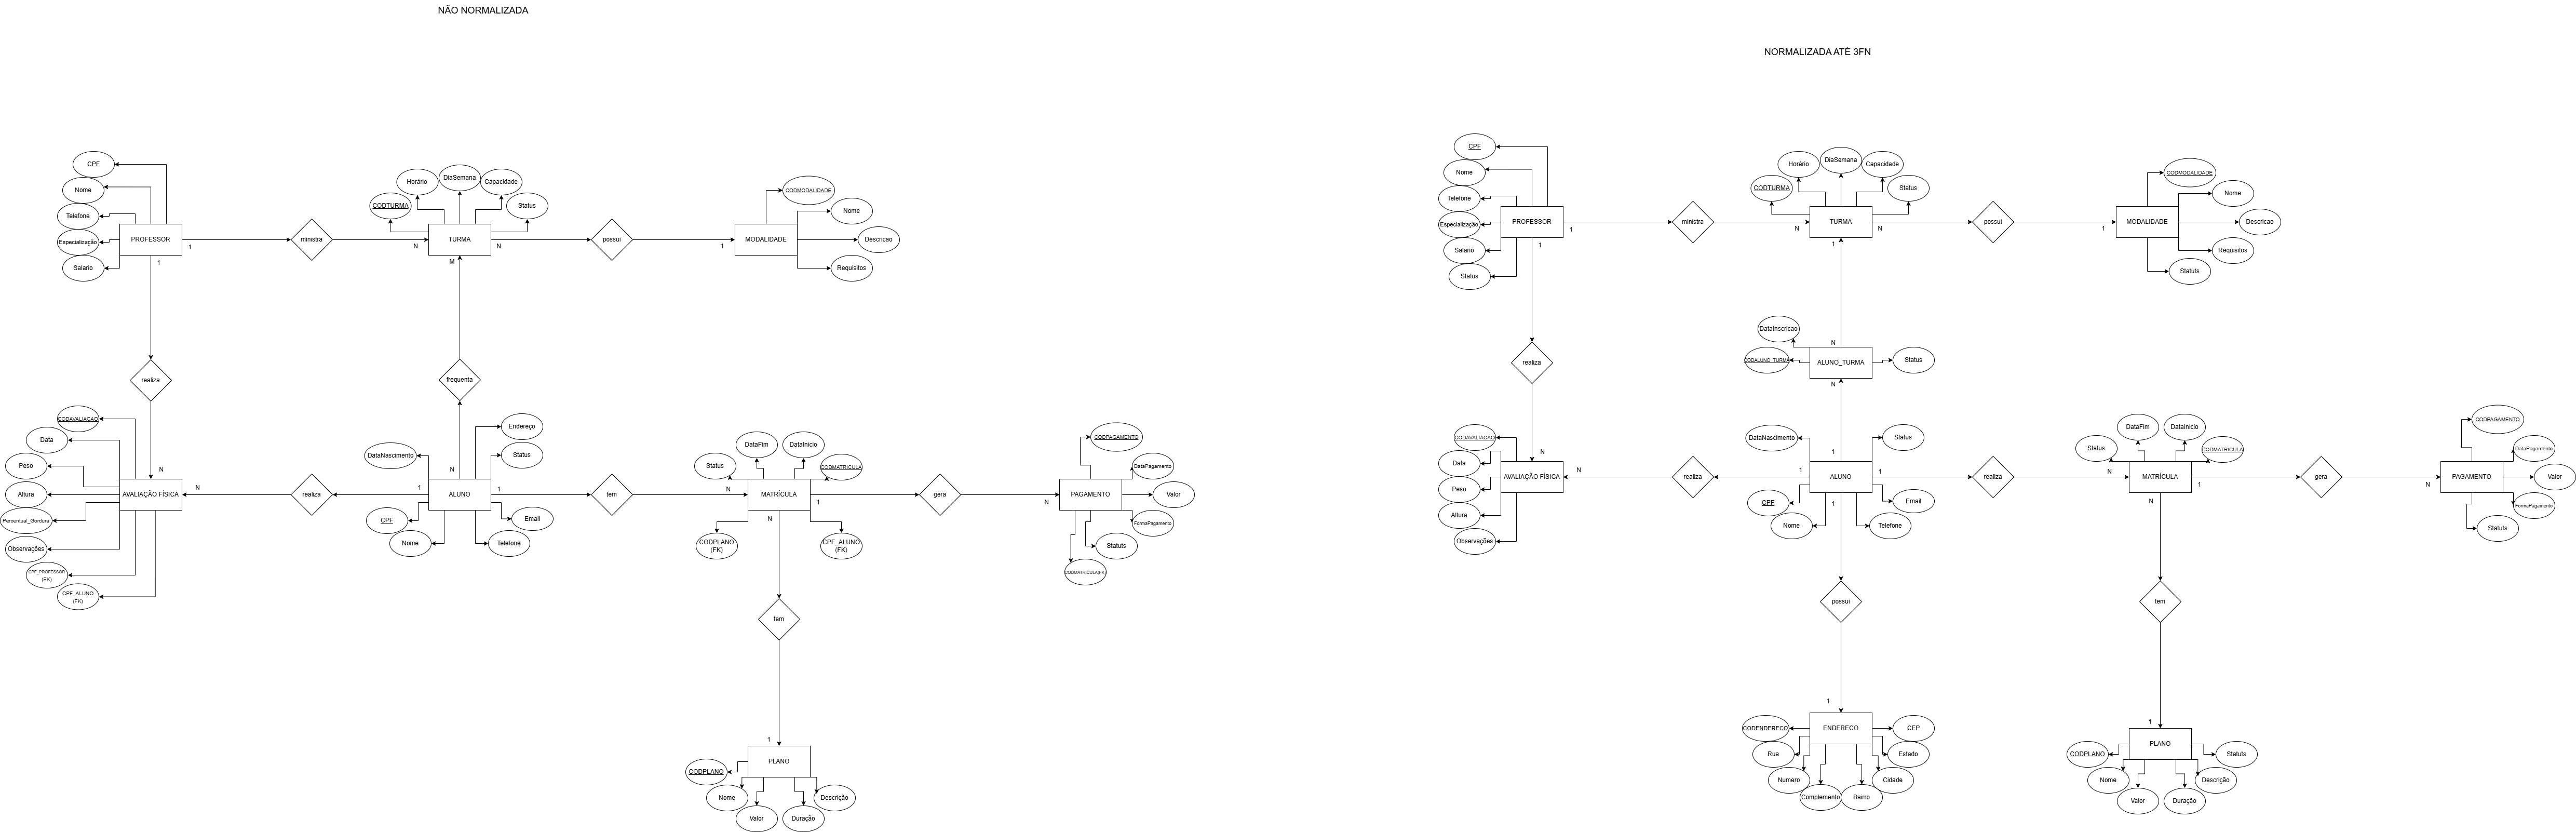 NÃO NORMALIZADA
CPF
Nome
Telefone
Especialização
Salario
PROFESSOR
1
1
ministra
N
Horário
DiaSemana
Capacidade
CODTURMA
Status
TURMA
N
M
possui
1
MODALIDADE
CODMODALIDADE
Nome
Descricao
Requisitos
realiza
frequenta
N
CODAVALIACAO
Data
Peso
Altura
Persentual_Gordura
Observações
CPF_PROFESSOR
(FK)
CPF_ALUNO
(FK)
AVALIAÇÃO FÍSICA
N
realiza
1
DataNascimento
N
Endereço
Status
ALUNO
1
CPF
Nome
Email
Telefone
tem
N
Status
DataFim
DataInicio
CODMATRICULA
MATRÍCULA
1
N
CODPLANO
(FK)
CPF_ALUNO
(FK)
gera
N
CODPAGAMENTO
DataPagamento
PAGAMENTO
Valor
FormaPagamento
Statuts
CODMATRICULA(FK)
tem
1
PLANO
CODPLANO
Nome
Valor
Duração
Descrição
NORMALIZADA ATÉ 3FN
CPF
Nome
Telefone
Especialização
Salario
Status
PROFESSOR
1
1
ministra
N
Horário
DiaSemana
Capacidade
CODTURMA
Status
TURMA
N
1
possui
1
MODALIDADE
CODMODALIDADE
Nome
Descricao
Requisitos
Statuts
realiza
DataInscricao
N
CODALUNO_TURMA
ALUNO_TURMA
Status
N
N
CODAVALIACAO
Data
Peso
Altura
Observações
AVALIAÇÃO FÍSICA
N
realiza
1
DataNascimento
1
Status
ALUNO
1
CPF
Nome
1
Email
Telefone
realiza
N
Status
DataFim
DataInicio
CODMATRICULA
MATRÍCULA
1
N
gera
N
CODPAGAMENTO
DataPagamento
PAGAMENTO
Valor
FormaPagamento
Statuts
possui
tem
1
CODENDERECO
ENDERECO
CEP
Rua
Estado
Numero
Cidade
Complemento
Bairro
1
CODPLANO
PLANO
Statuts
Nome
Descrição
Valor
Duração